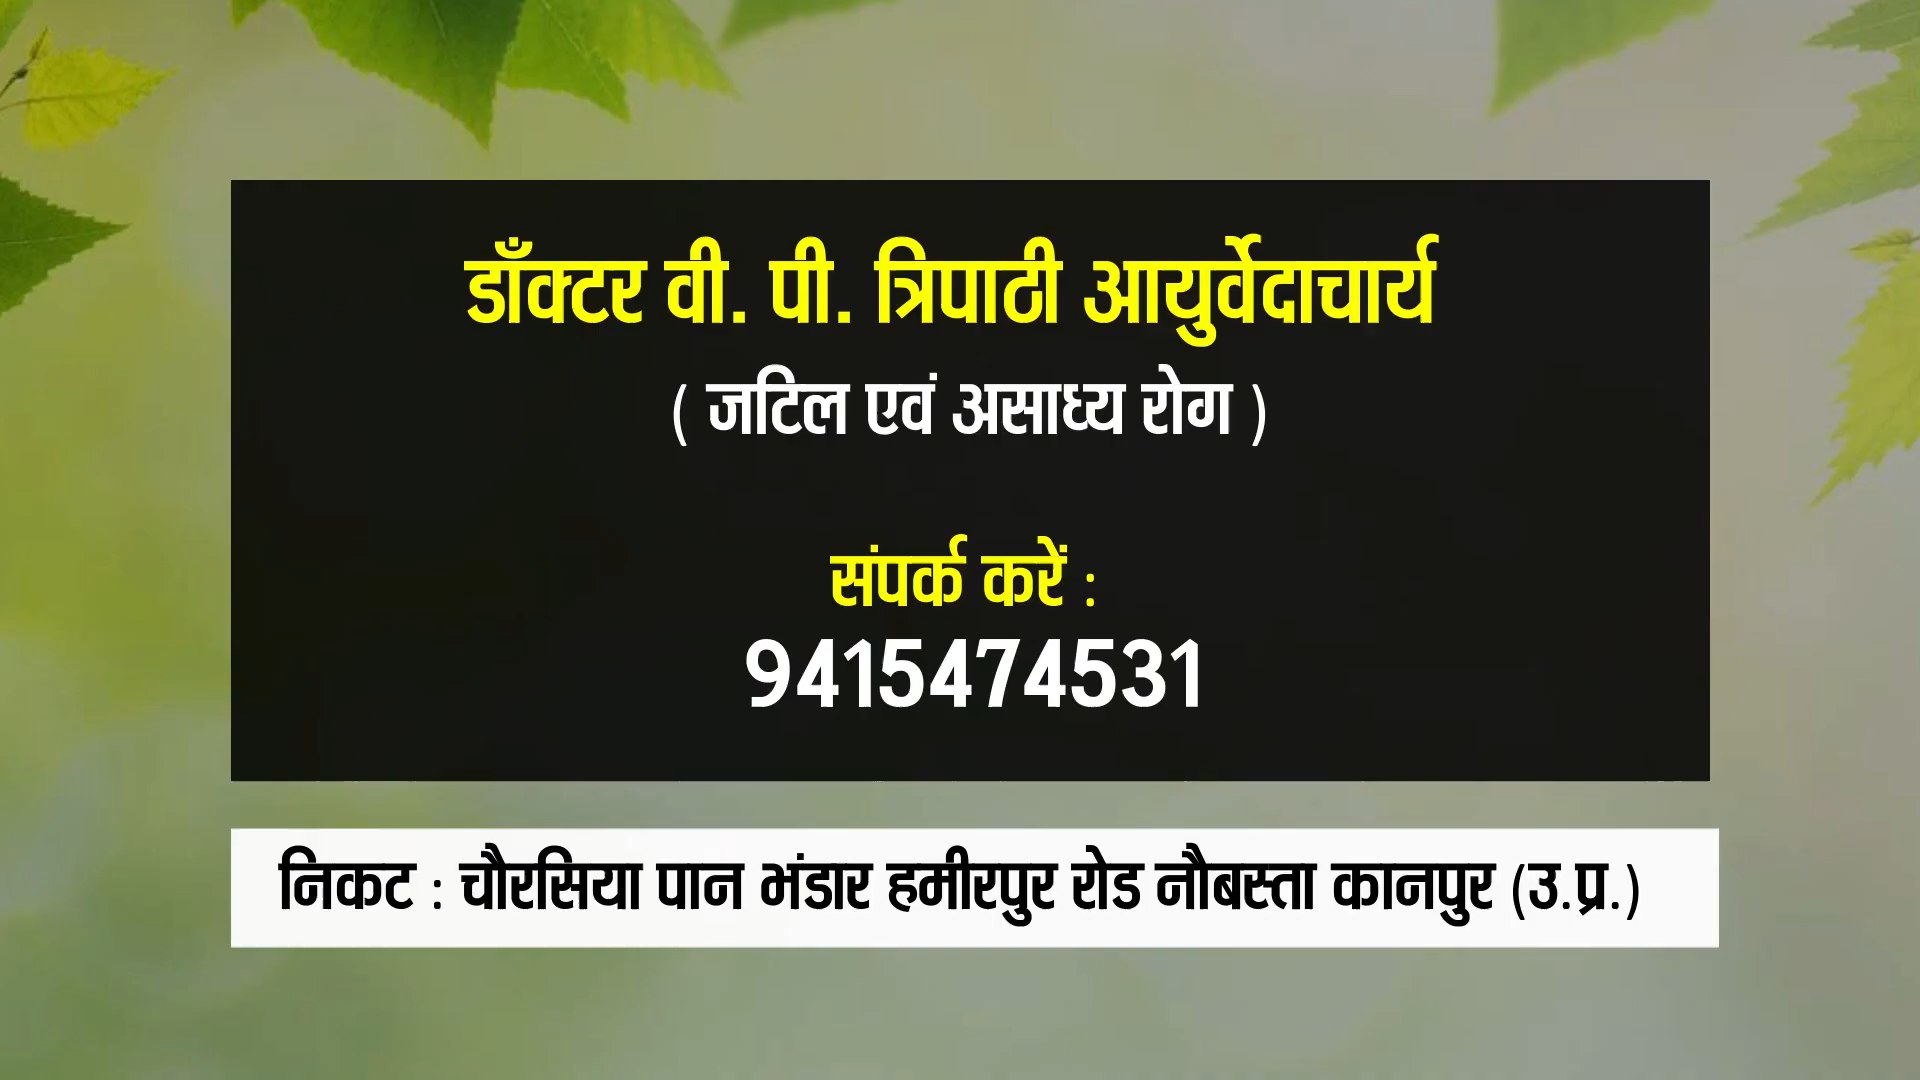 डाँक्टर वी. पी. त्रिपाठी आयुर्वेदाचार्य
( जटिल एवं असाध्य रोग )
संपर्क करें :
9415474531
निकट : चौरसिया पान भंडार हमीरपुर रोड नौबस्ता कानपुर (उ.प्र.)